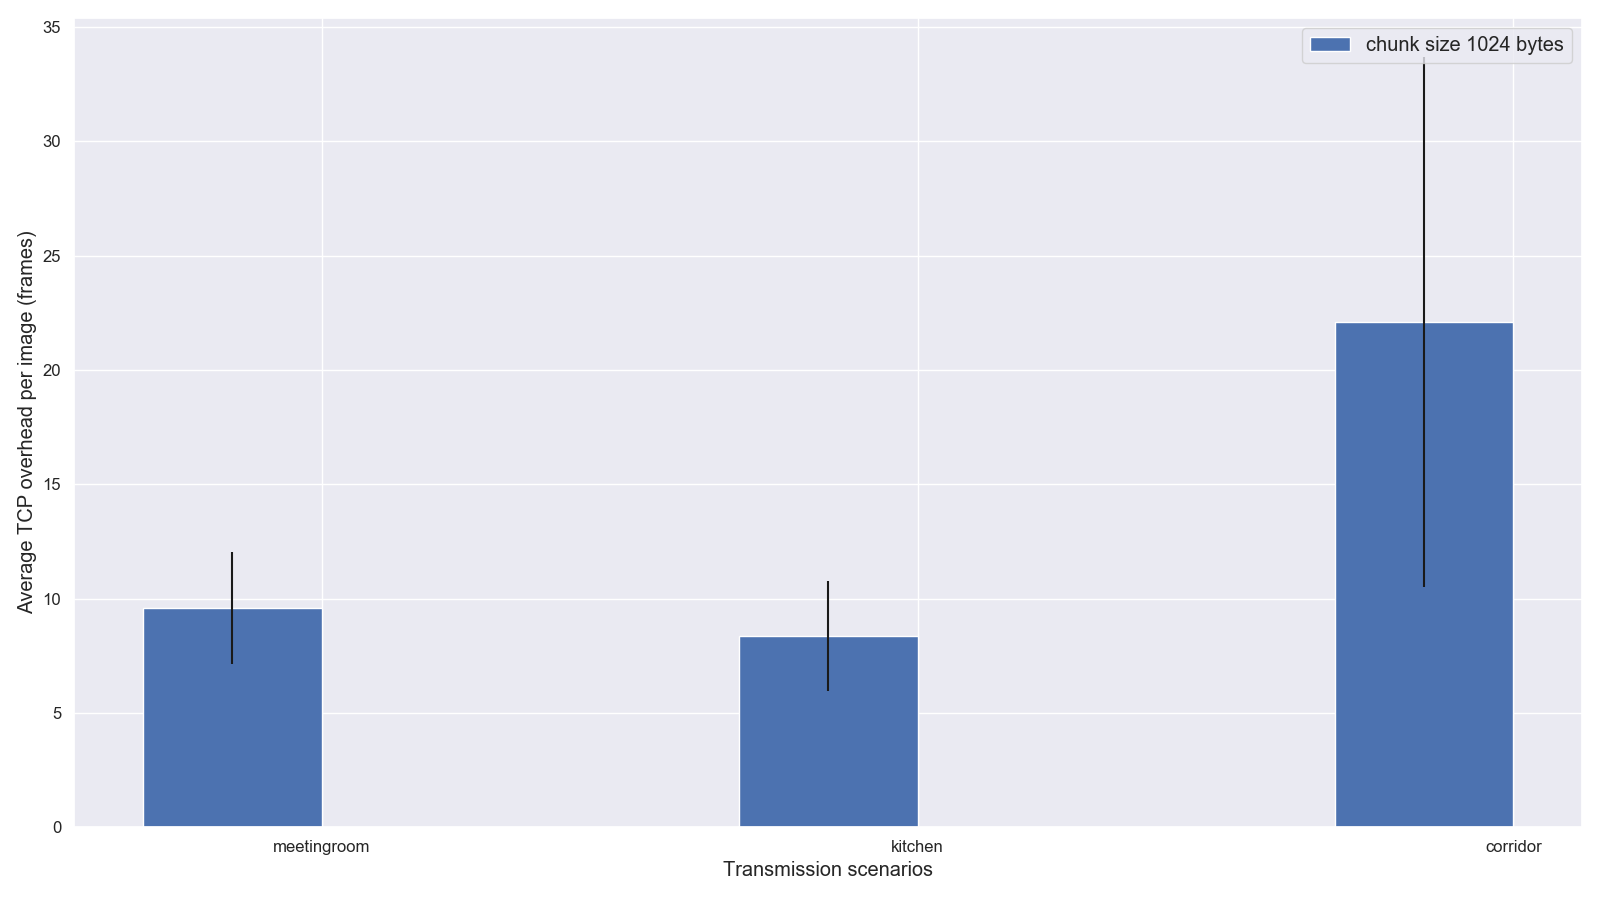 35
30
25
20
15
10
5
0
Average TCP overhead per image (frames)
chunk size 1024 bytes
meetingroom kitchen corridor
Transmission scenarios